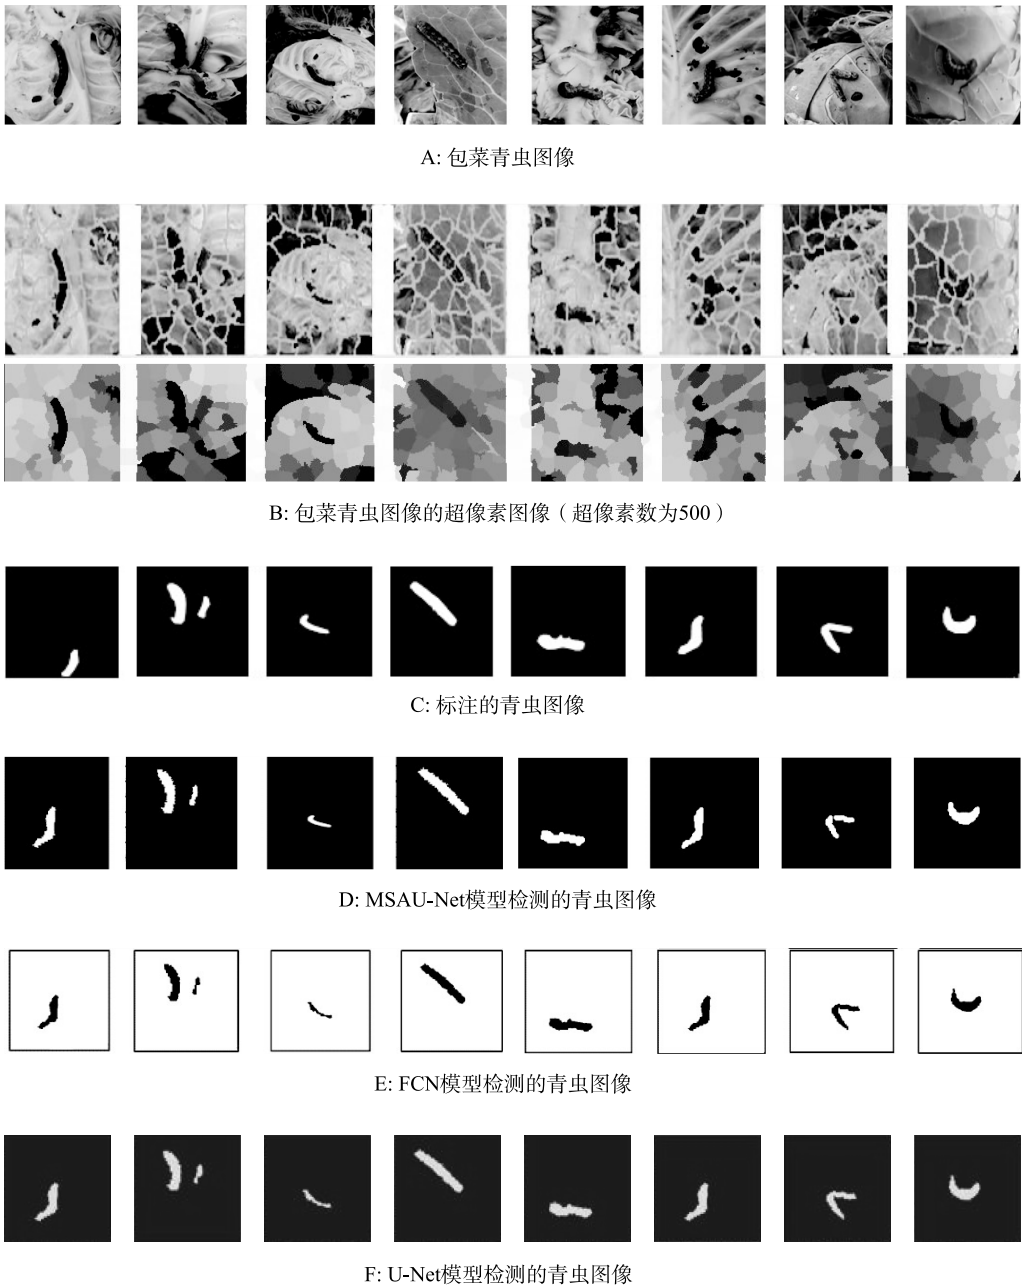 A: 包菜青虫图像
B: 包菜青虫图像的超像素图像（超像素数为500）
C: 标注的青虫图像
D: MSAU-Net模型检测的青虫图像
E: FCN模型检测的青虫图像
F: U-Net模型检测的青虫图像